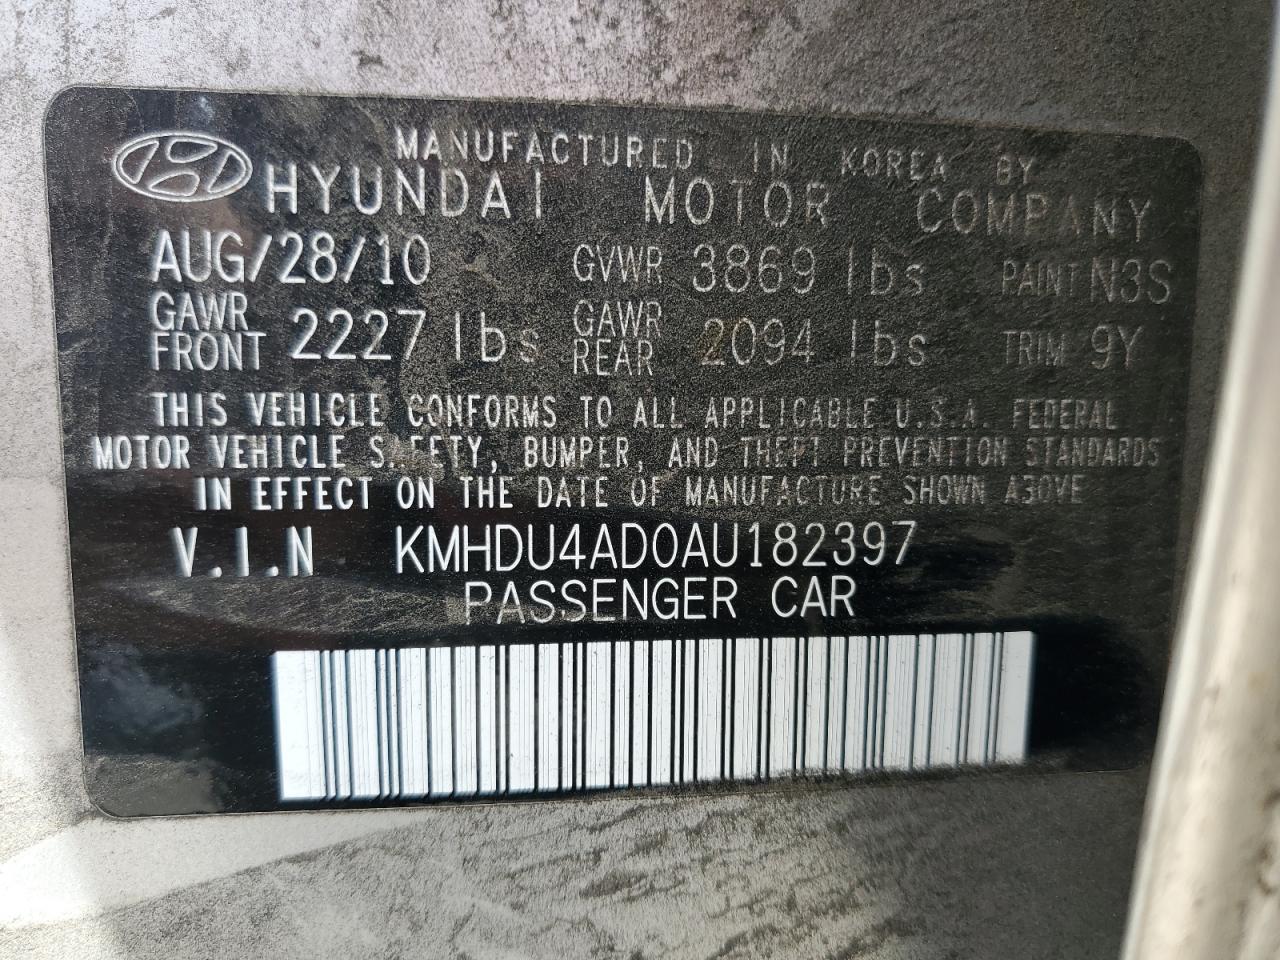 MANUFACTURED IN KOREA BY
HYUNDAI MOTOR COMPANY
AUG/28/10 GVWR 3869 lbs PAINT N3S
GAWR FRONT 2227 lbs GAWR REAR 2094 lbs TRIM 9Y
THIS VEHICLE CONFORMS TO ALL APPLICABLE U.S.A. FEDERAL
MOTOR VEHICLE SAFETY, BUMPER, AND THEFT PREVENTION STANDARDS
IN EFFECT ON THE DATE OF MANUFACTURE SHOWN ABOVE
V.I.N KMHDU4AD0AU182397
PASSENGER CAR